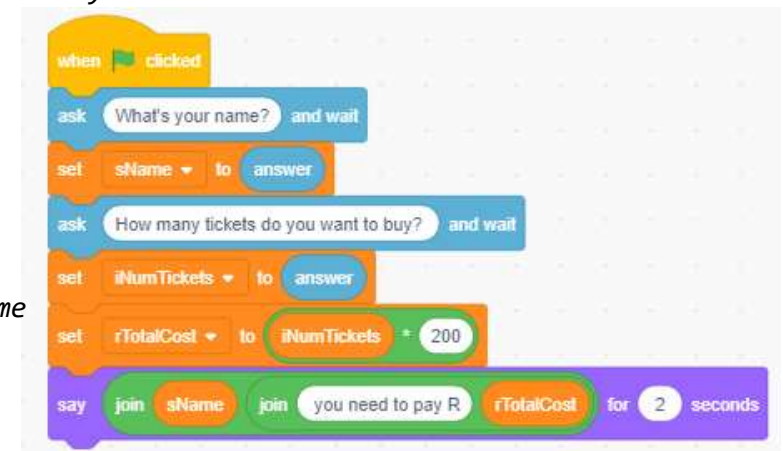 when clicked
ask What's your name? and wait
set sName to answer
ask How many tickets do you want to buy? and wait
set iNumTickets to answer
me
set rTotalCost to iNumTickets * 200
say join sName join you need to pay R rTotalCost for 2 seconds